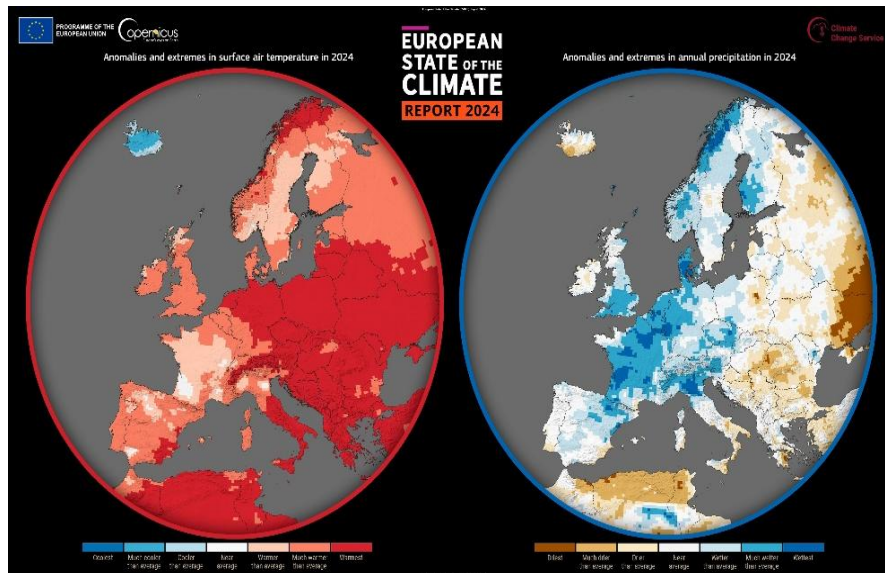 PROGRAMME OF THE
EUROPEAN UNION
Copernicus
EUROPEAN
STATE OF THE
CLIMATE
REPORT 2024
Climate
Change Service
Anomalies and extremes in surface air temperature in 2024
Anomalies and extremes in annual precipitation in 2024
Coolest
Much cooler
than average
Cooler
than average
Near
average
Warmer
than average
Much warmer
than average
Warmest
Driest
Much drier
than average
Drier
than average
Near
average
Wetter
than average
Much wetter
than average
Wettest